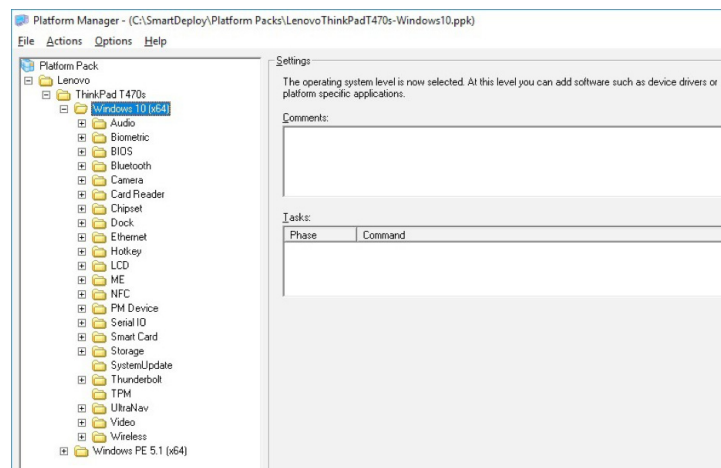 Platform Manager - (C:\SmartDeploy\Platform Packs\LenovoThinkPadT470s-Windows10.ppk)
File Actions Options Help
Platform Pack
Lenovo
ThinkPad T470s
Windows 10 (x64)
Audio
Biometric
BIOS
Bluetooth
Camera
Card Reader
Chipset
Dock
Ethernet
Hotkey
LCD
ME
NFC
PM Device
Serial IO
Smart Card
Storage
SystemUpdate
Thunderbolt
TPM
UltraNav
Video
Wireless
Windows PE 5.1 (x64)
Settings
The operating system level is now selected. At this level you can add software such as device drivers or
platform specific applications.
Comments:
Tasks:
Phase Command